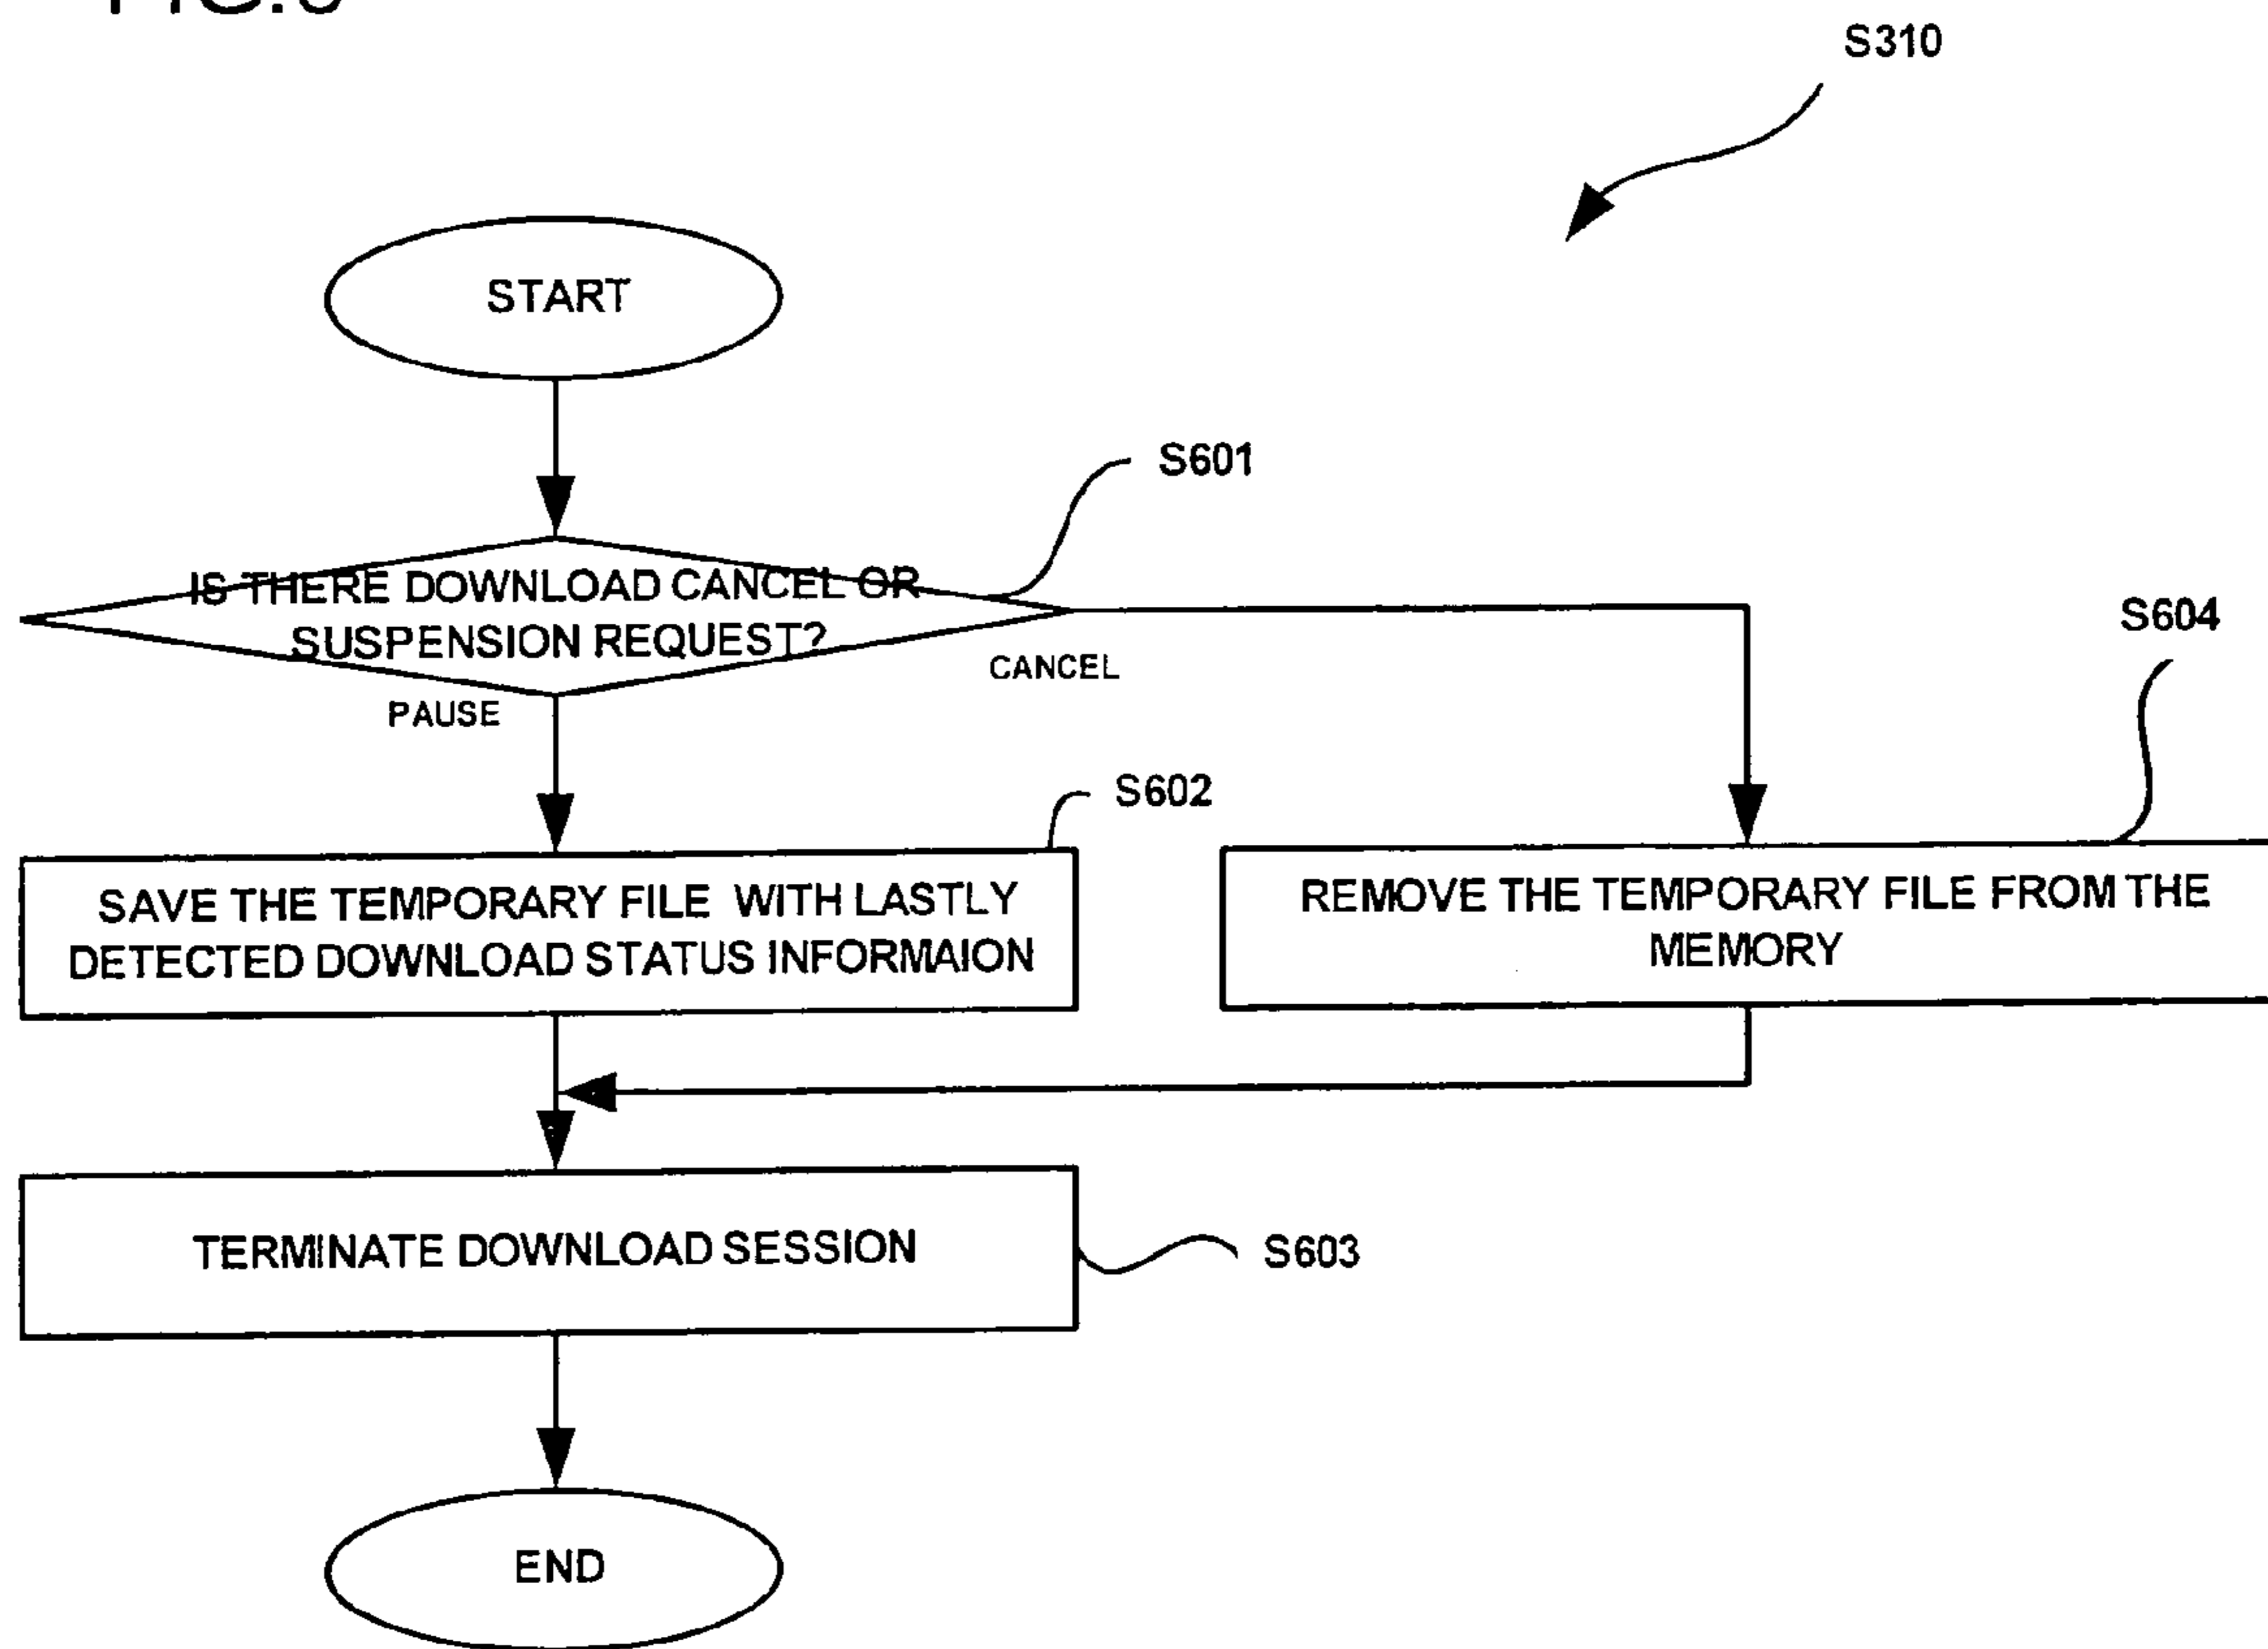 S310
START
S601
IS THERE DOWNLOAD CANCEL OR
SUSPENSION REQUEST?
CANCEL
PAUSE
S604
S602
SAVE THE TEMPORARY FILE WITH LASTLY
DETECTED DOWNLOAD STATUS INFORMAION
REMOVE THE TEMPORARY FILE FROM THE
MEMORY
TERMINATE DOWNLOAD SESSION
S603
END